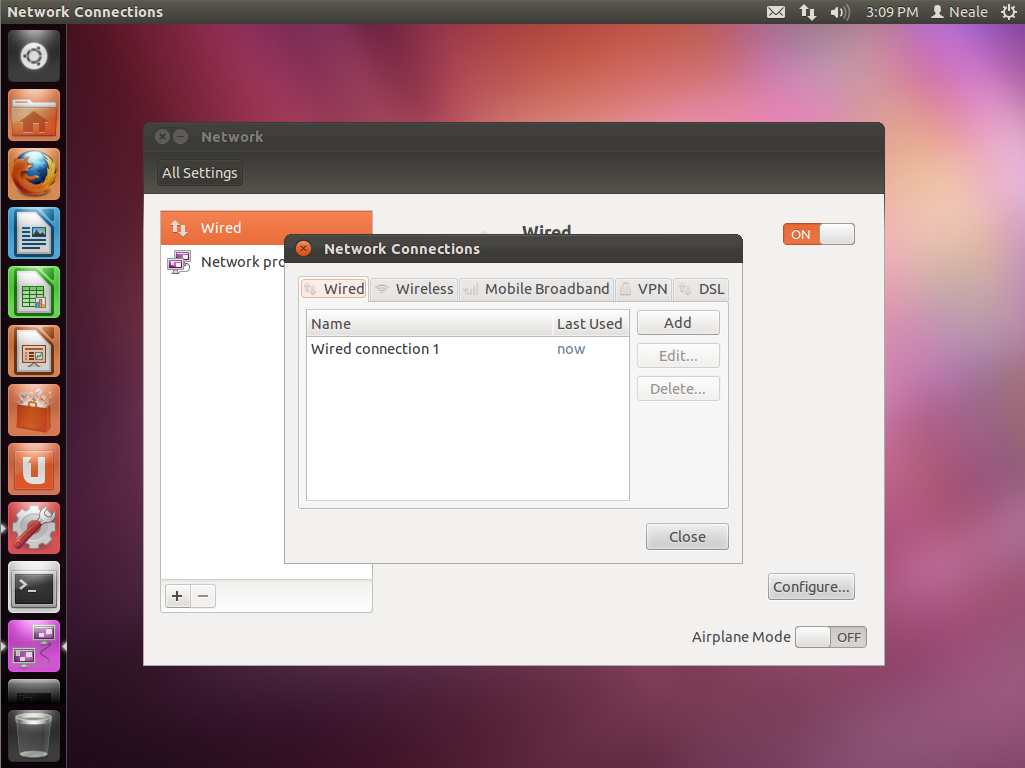 Network Connections
3:09 PM
Neale
Network
All Settings
Wired
Wired
ON
Network pro
Network Connections
Wired
Wireless
Mobile Broadband
VPN
DSL
Name
Last Used
Add
Wired connection 1
now
Edit...
Delete...
Close
+
−
Configure...
Airplane Mode
OFF